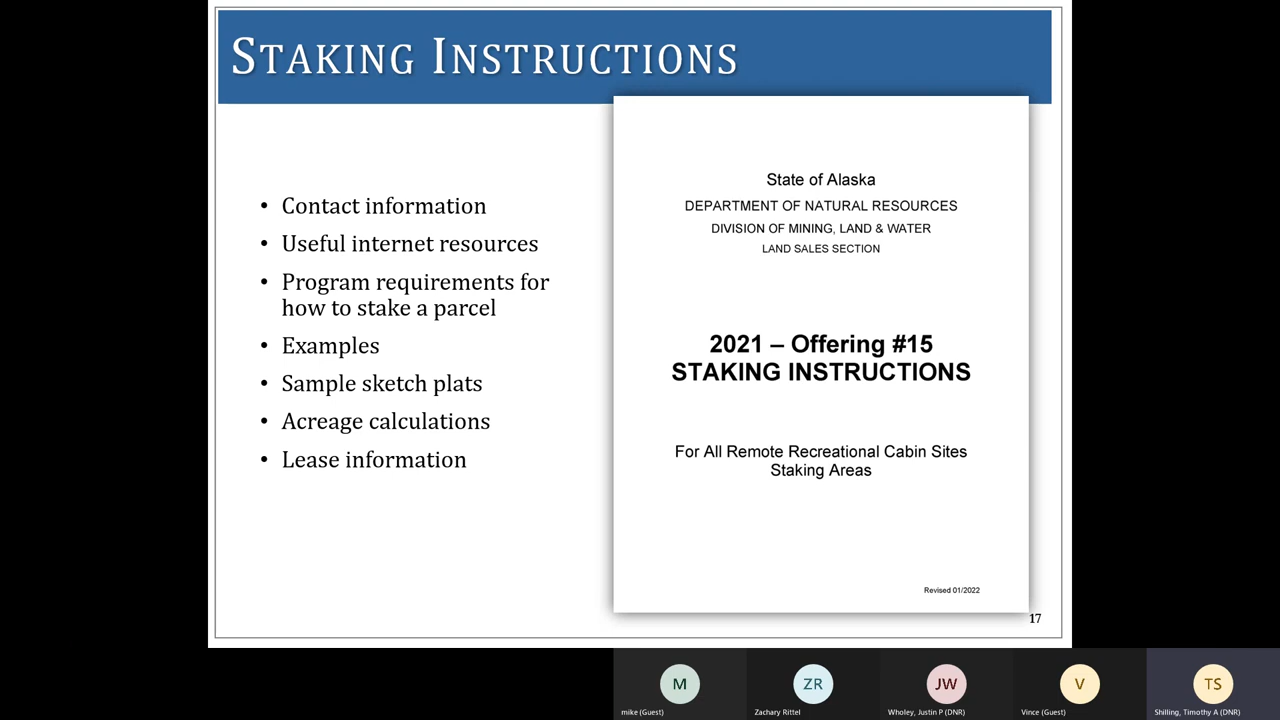 STAKING INSTRUCTIONS
• Contact information
• Useful internet resources
• Program requirements for
how to stake a parcel
• Examples
• Sample sketch plats
• Acreage calculations
• Lease information
State of Alaska
DEPARTMENT OF NATURAL RESOURCES
DIVISION OF MINING, LAND & WATER
LAND SALES SECTION
2021 – Offering #15
STAKING INSTRUCTIONS
For All Remote Recreational Cabin Sites
Staking Areas
Revised 01/2022
17
M
ZR
JW
V
TS
mike (Guest)
Zachary Rittel
Wholey, Justin P (DNR)
Vince (Guest)
Shilling, Timothy A (DNR)